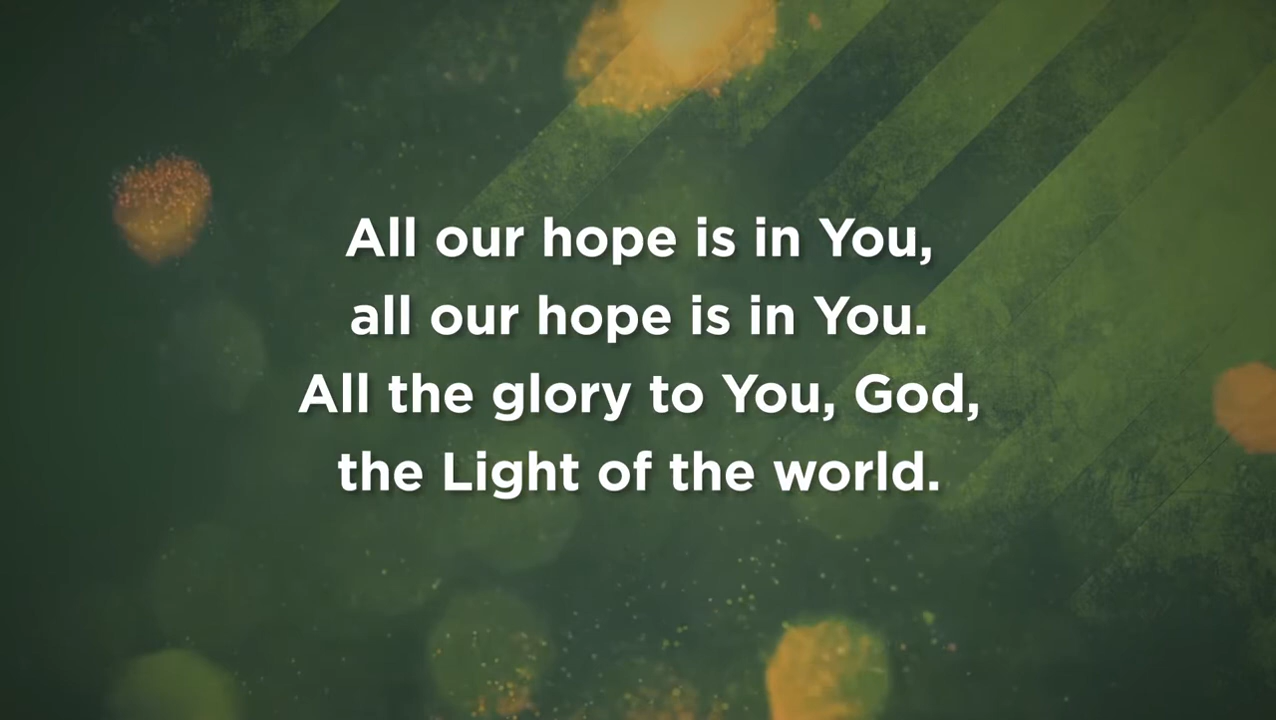 All our hope is in You,
all our hope is in You.
All the glory to You, God,
the Light of the world.